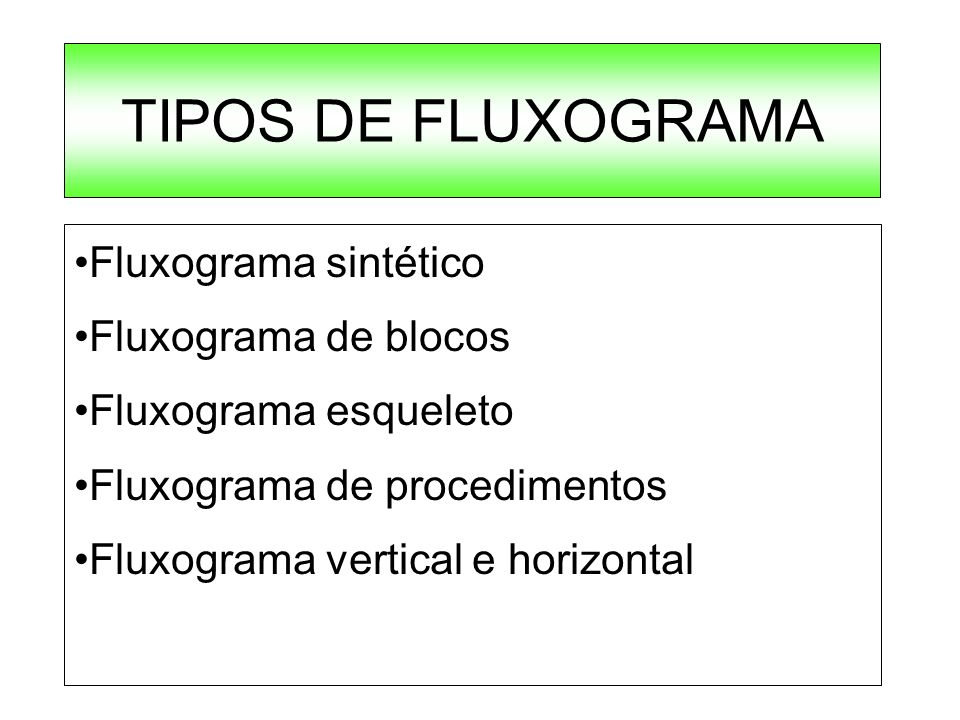 TIPOS DE FLUXOGRAMA
•Fluxograma sintético
•Fluxograma de blocos
•Fluxograma esqueleto
•Fluxograma de procedimentos
•Fluxograma vertical e horizontal